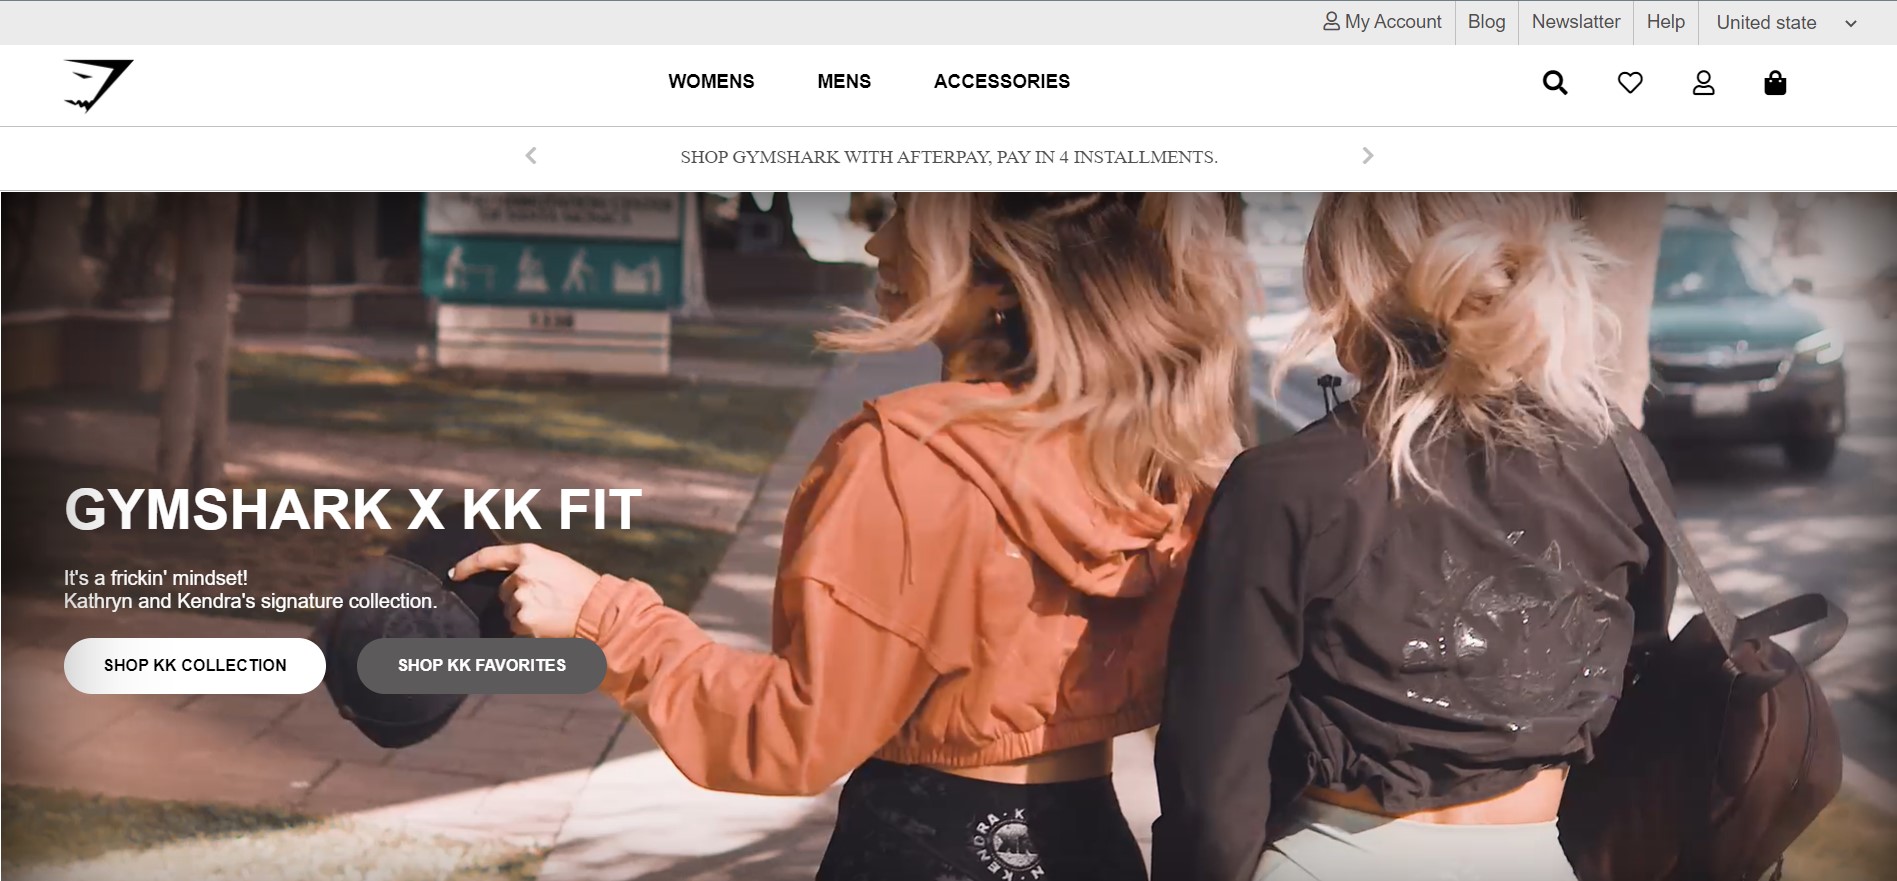 My Account
Blog
Newslatter
Help
United state
WOMENS
MENS
ACCESSORIES
SHOP GYMSHARK WITH AFTERPAY, PAY IN 4 INSTALLMENTS.
GYMSHARK X KK FIT
It's a frickin' mindset!
Kathryn and Kendra's signature collection.
SHOP KK COLLECTION
SHOP KK FAVORITES
KENDRA